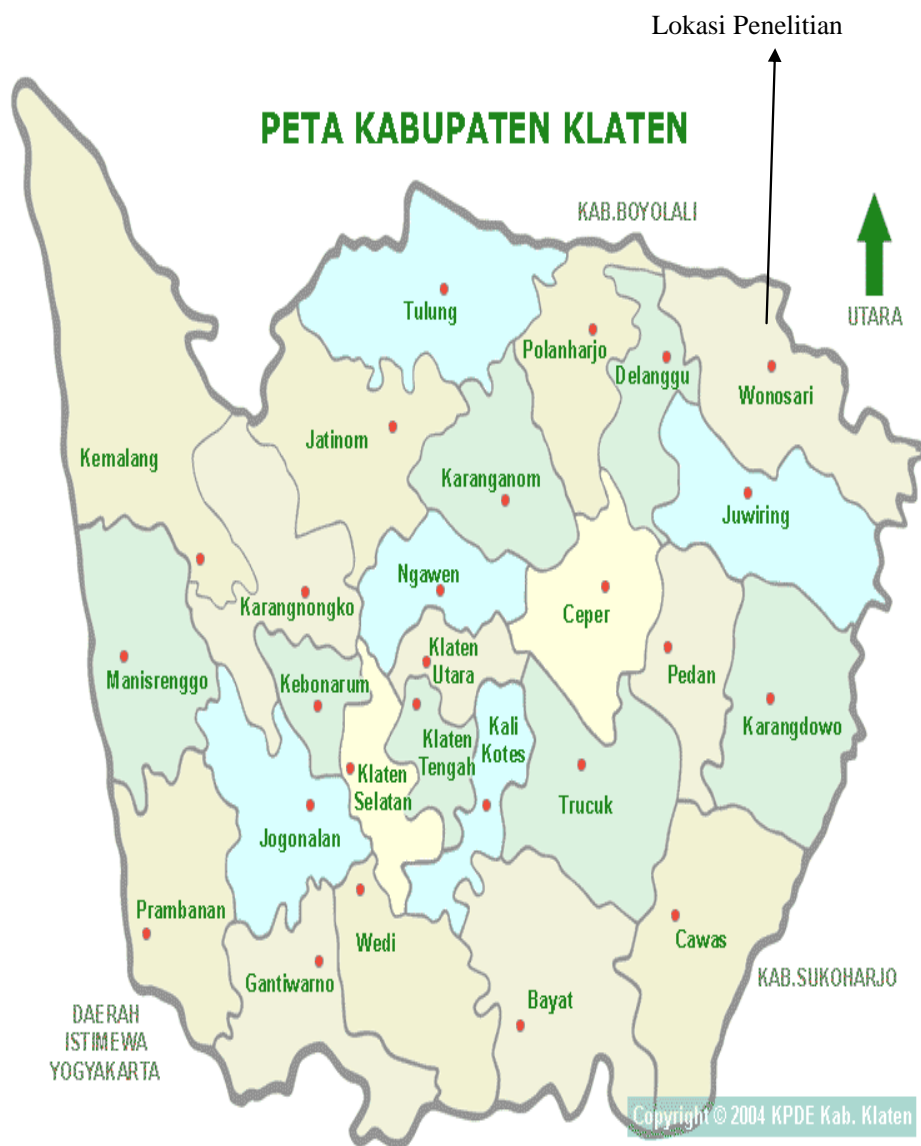 Lokasi Penelitian
PETA KABUPATEN KLATEN
KAB.BOYOLALI
UTARA
Tulung
Polanharjo
Delanggu
Wonosari
Jatinom
Kemalang
Karanganom
Juwiring
Ngawen
Karangnongko
Ceper
Klaten
Utara
Manisrenggo
Kebonarum
Pedan
Karangdowo
Kali
Kotes
Klaten
Tengah
Klaten
Selatan
Trucuk
Jogonalan
Prambanan
Wedi
Cawas
Gantiwarno
Bayat
KAB.SUKOHARJO
DAERAH
ISTIMEWA
YOGYAKARTA
Copyright © 2004 KPDE Kab. Klaten